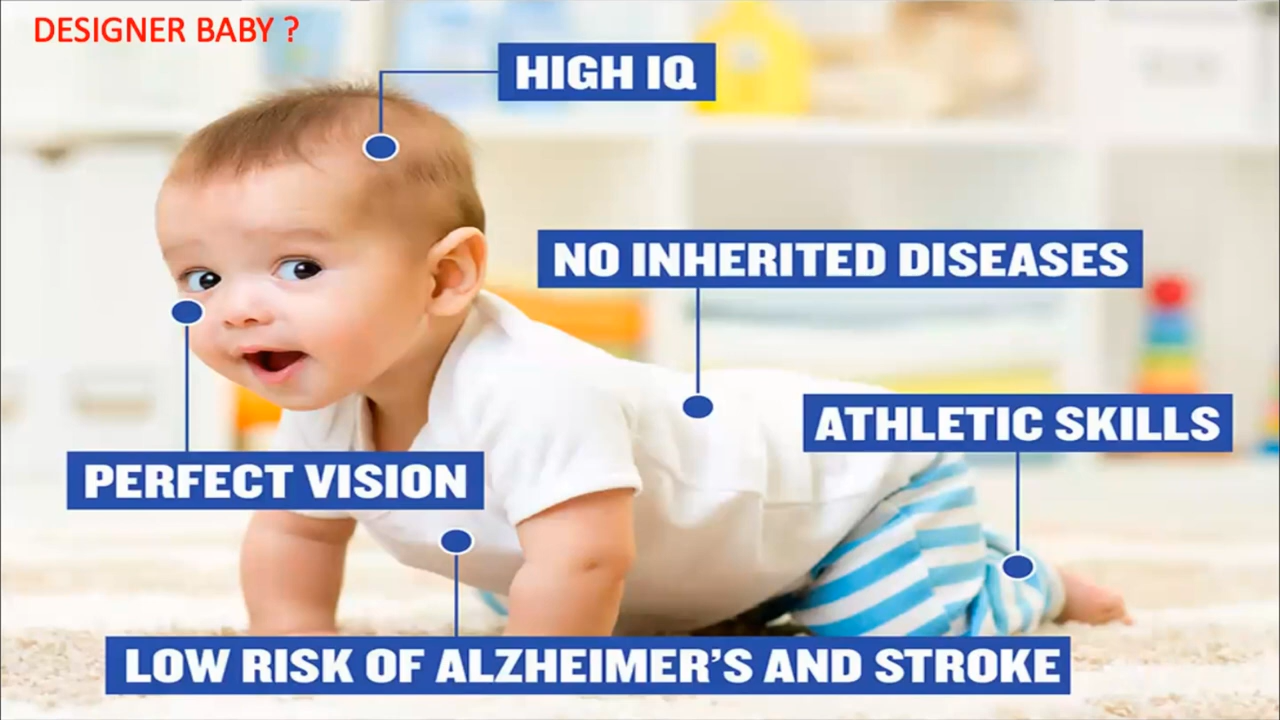 DESIGNER BABY ?
HIGH IQ
NO INHERITED DISEASES
ATHLETIC SKILLS
PERFECT VISION
LOW RISK OF ALZHEIMER'S AND STROKE